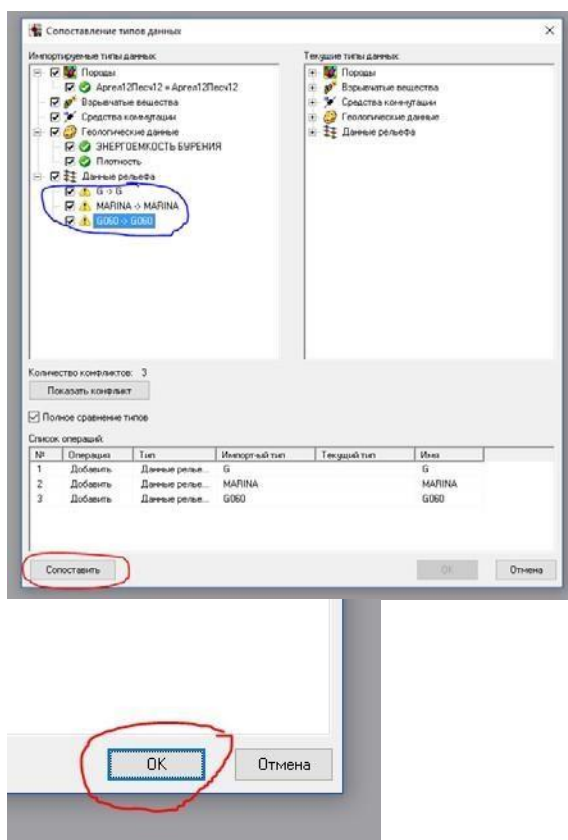 Сопоставление типов данных
Импортируемые типы данных:
Породы
Аргел12Песч12 = Аргел12Песч12
Взрывчатые вещества
Средства коммутации
Геологические данные
ЭНЕРГОЕМКОСТЬ БУРЕНИЯ
Плотность
Данные рельефа
G -> G
MARINA -> MARINA
G060 -> G060
Текущие типы данных:
Породы
Взрывчатые вещества
Средства коммутации
Геологические данные
Данные рельефа
Количество конфликтов: 3
Показать конфликт
Полное сравнение типов
Список операций:
№ Операция Тип Импортный тип Текущий тип Имя
1 Добавить Данные релье... G G
2 Добавить Данные релье... MARINA MARINA
3 Добавить Данные релье... G060 G060
Сопоставить OK Отмена
OK Отмена